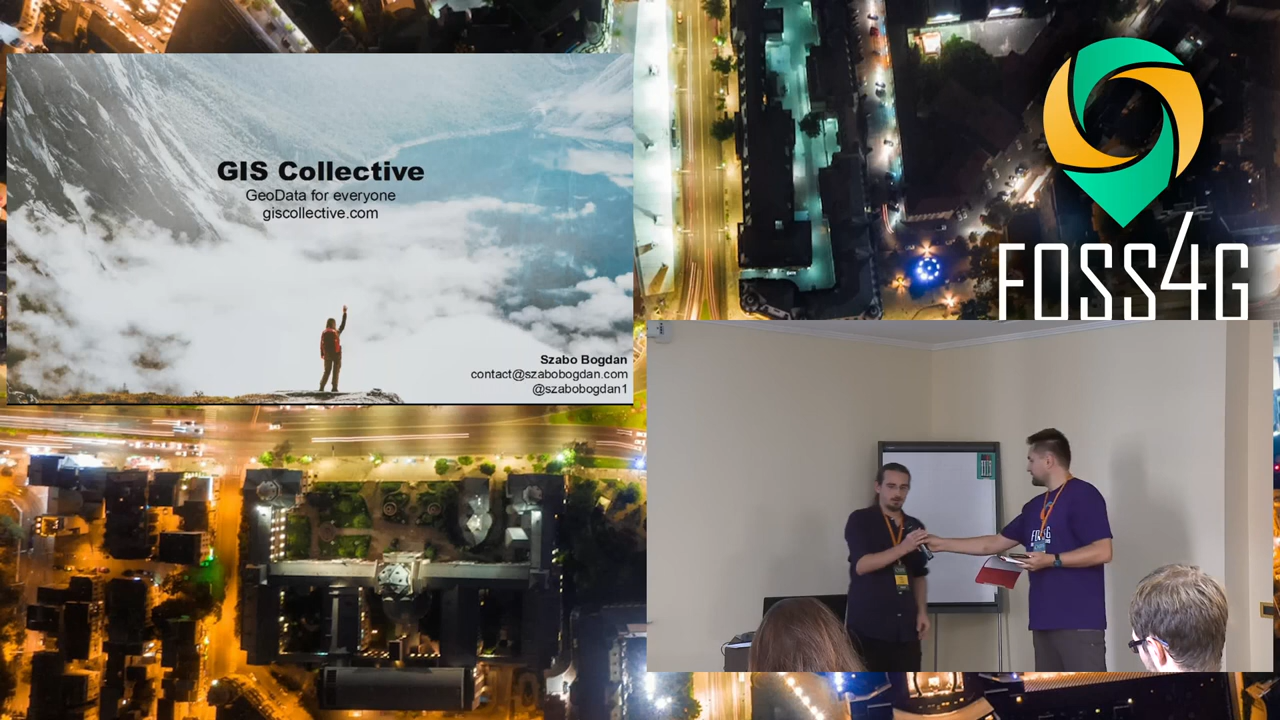 GIS Collective
GeoData for everyone
giscollective.com
Szabo Bogdan
contact@szabobogdan.com
@szabobogdan1
FOSS4G